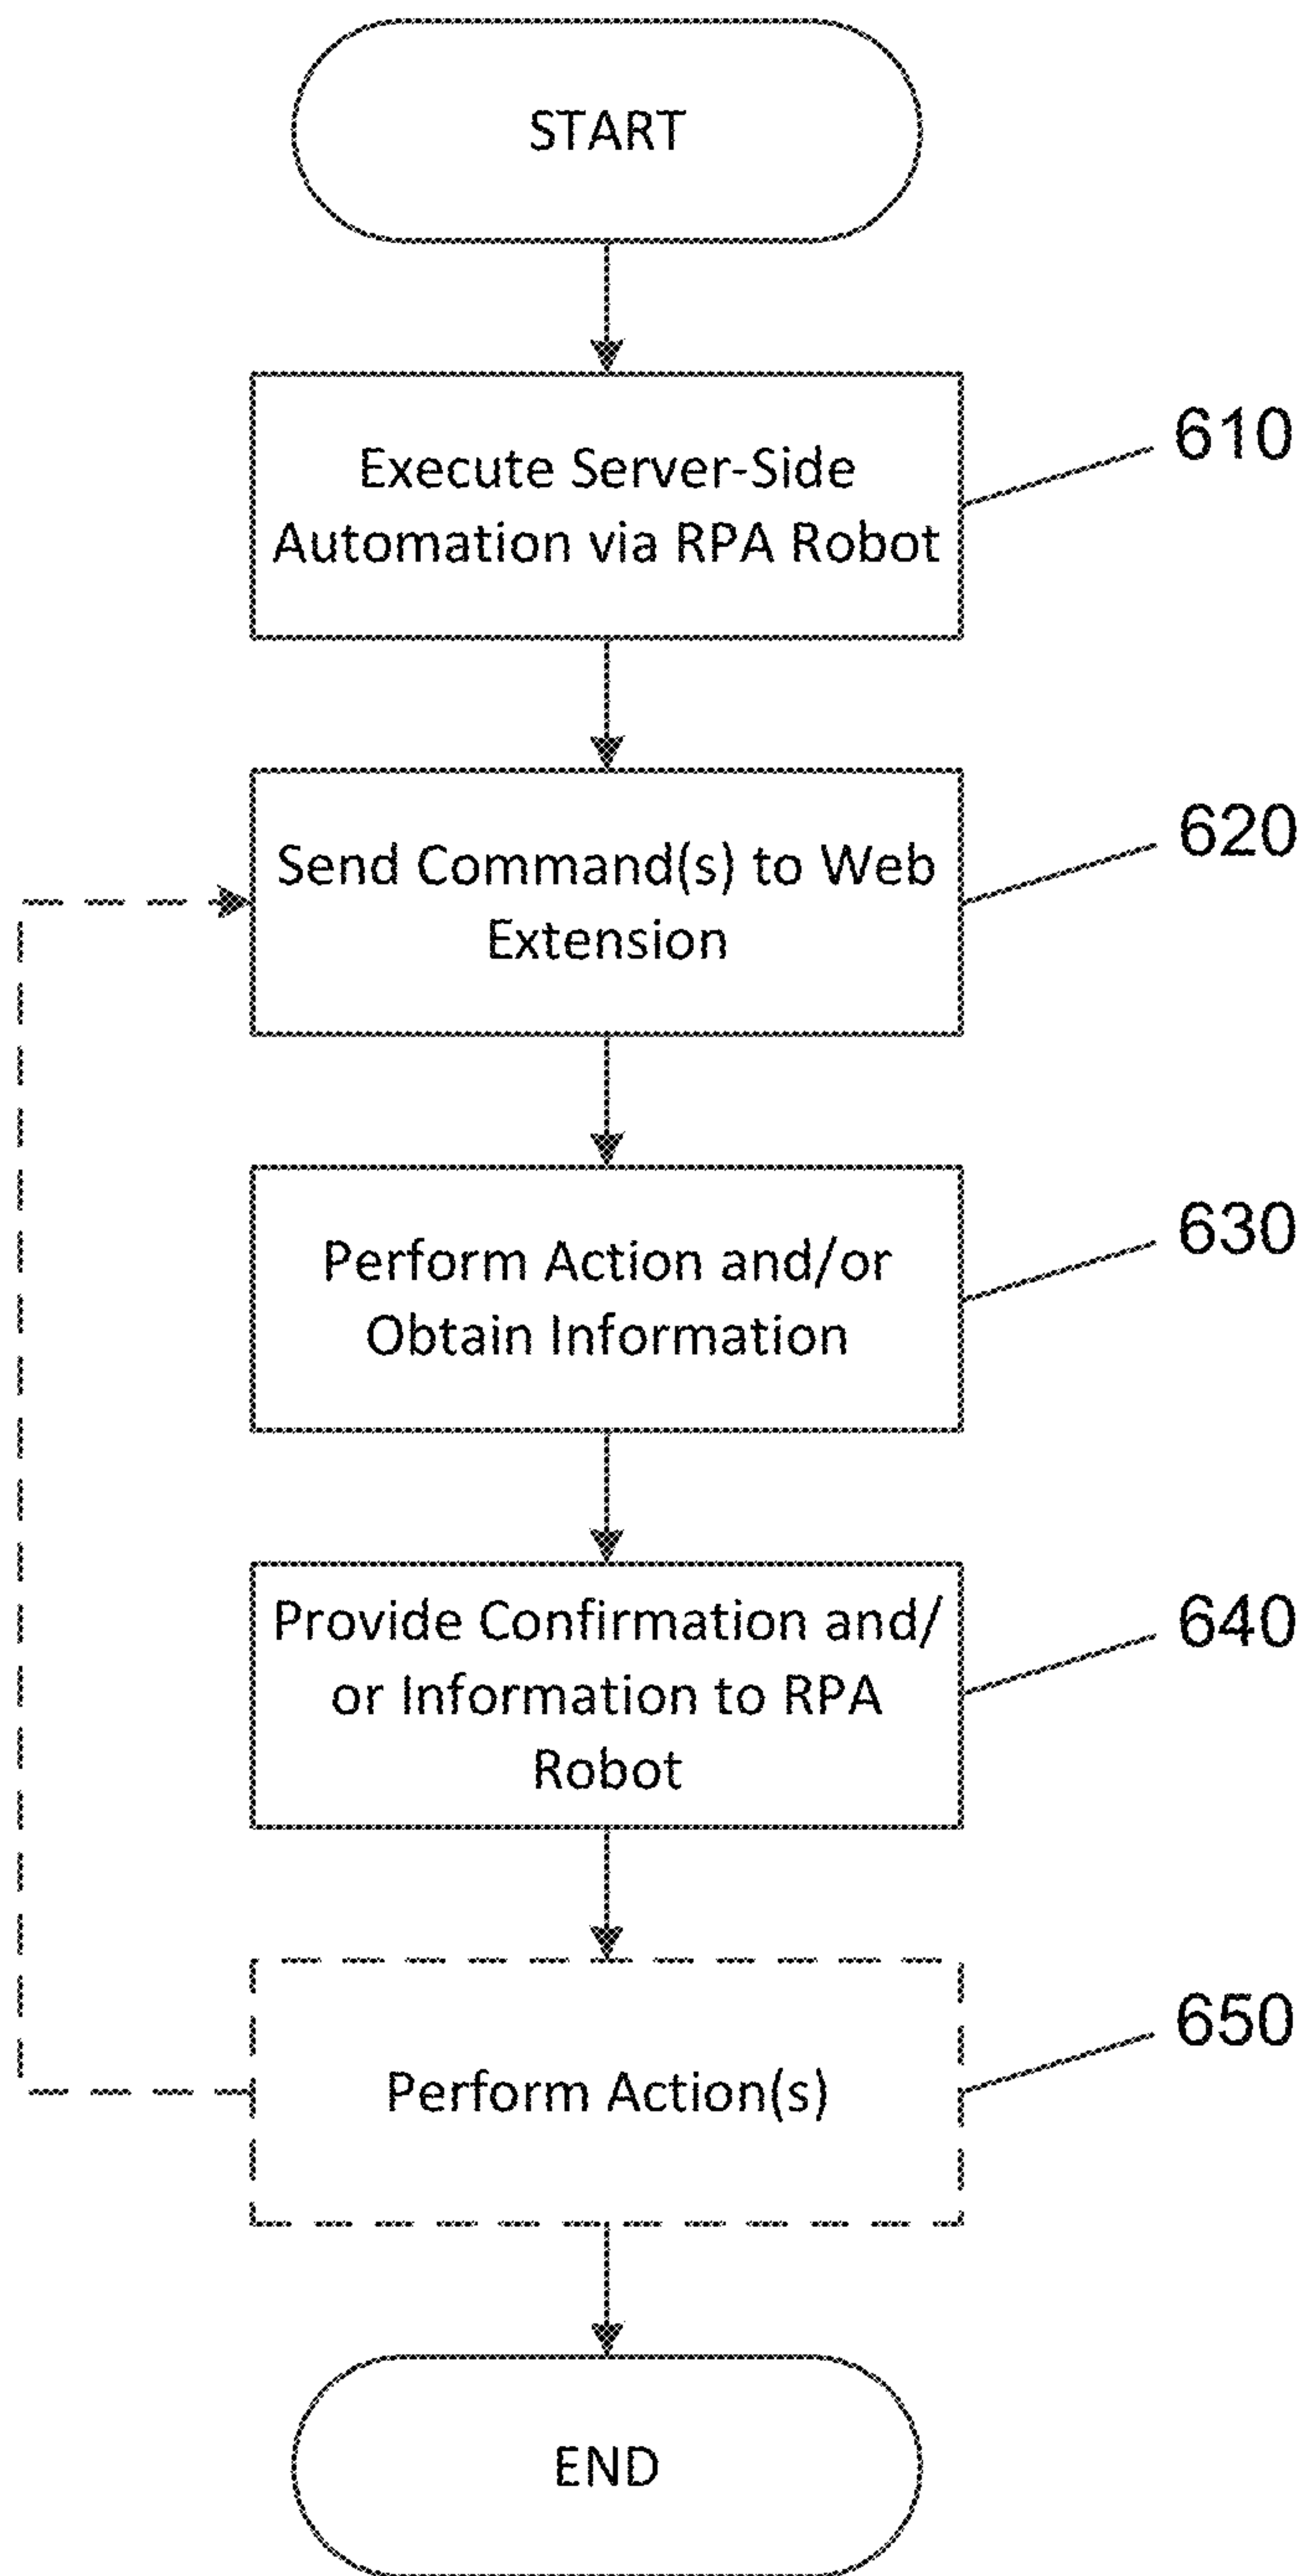 START
Execute Server-Side
Automation via RPA Robot
610
Send Command(s) to Web
Extension
620
Perform Action and/or
Obtain Information
630
Provide Confirmation and/
or Information to RPA
Robot
640
Perform Action(s)
650
END